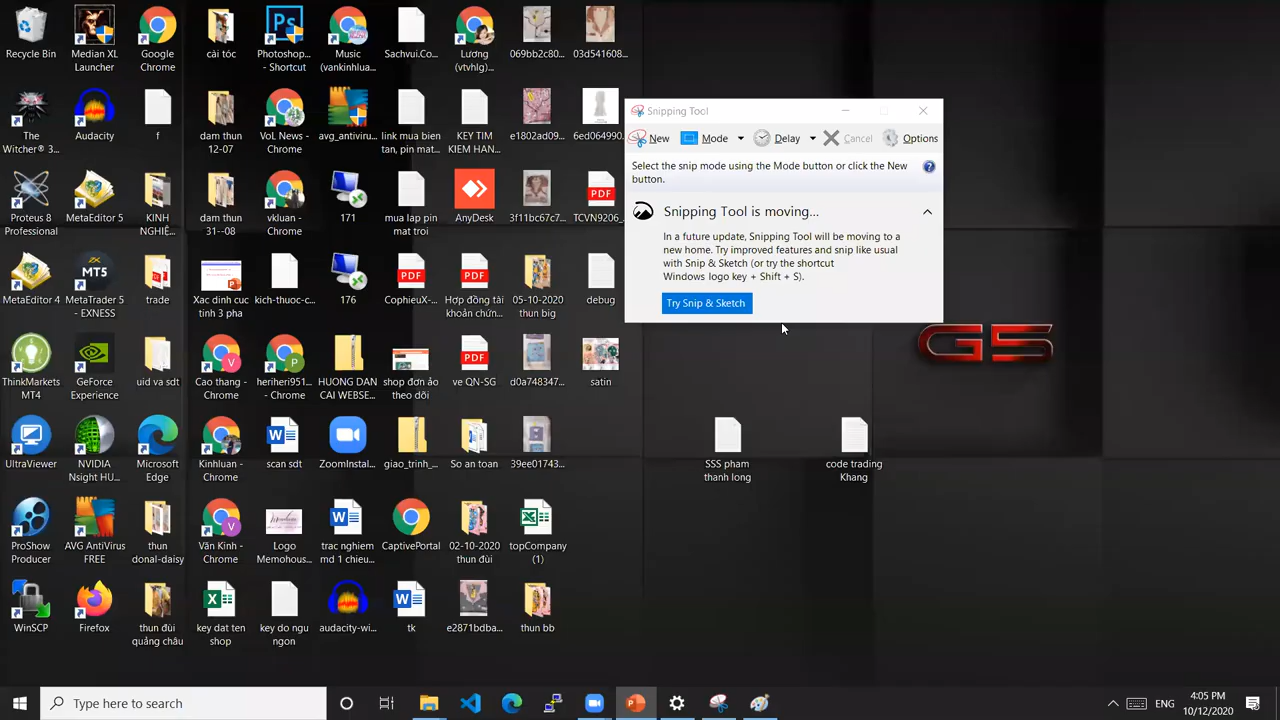 Recycle Bin
Median XL
Launcher
Google
Chrome
cài tóc
Photoshop...
- Shortcut
Music
(vankinhlua...
Sachvui.Co...
Lương
(vtvhlg)...
069bb2c80...
03d541608...
The
Witcher® 3...
Audacity
f
dam thun
12-07
VoL News -
Chrome
avg_antiviru...
link mua bien
tan, pin mat...
KEY TIM
KIEM HAN...
e1802ad09...
6ed064990...
Proteus 8
Professional
MetaEditor 5
KINH
NGHIỆ...
dam thun
31--08
vkluan -
Chrome
171
mua lap pin
mat troi
AnyDesk
3f11bc67c7...
TCVN9206_...
MetaEditor 4
MetaTrader 5
- EXNESS
trade
Xac dinh cuc
tinh 3 pha
kich-thuoc-c...
176
CophieuX-...
Hợp đồng tài
khoản chứn...
05-10-2020
thun big
debug
ThinkMarkets
MT4
GeForce
Experience
uid va sdt
Cao thang -
Chrome
heriheri951...
- Chrome
HUONG DAN
CAI WEBSE...
shop đơn ảo
theo dõi
ve QN-SG
d0a748347...
satin
UltraViewer
NVIDIA
Nsight HU...
Microsoft
Edge
Kinhluan -
Chrome
scan sdt
ZoomInstal...
giao_trinh_...
So an toan
39ee01743...
SSS pham
thanh long
code trading
Khang
ProShow
Producer
AVG AntiVirus
FREE
thun
donal-daisy
Văn Kính -
Chrome
Logo
Memohous...
trac nghiem
md 1 chieu...
CaptivePortal
02-10-2020
thun đùi
topCompany
(1)
WinSCP
Firefox
thun đùi
quảng châu
key dat ten
shop
key do ngu
ngon
audacity-wi...
tk
e2871bdba...
thun bb
Snipping Tool
New Mode Delay Cancel Options
Select the snip mode using the Mode button or click the New
button.
Snipping Tool is moving...
In a future update, Snipping Tool will be moving to a
new home. Try improved features and snip like usual
with Snip & Sketch (or try the shortcut
Windows logo key + Shift + S).
Try Snip & Sketch
G5
Type here to search
ENG
4:05 PM
10/12/2020